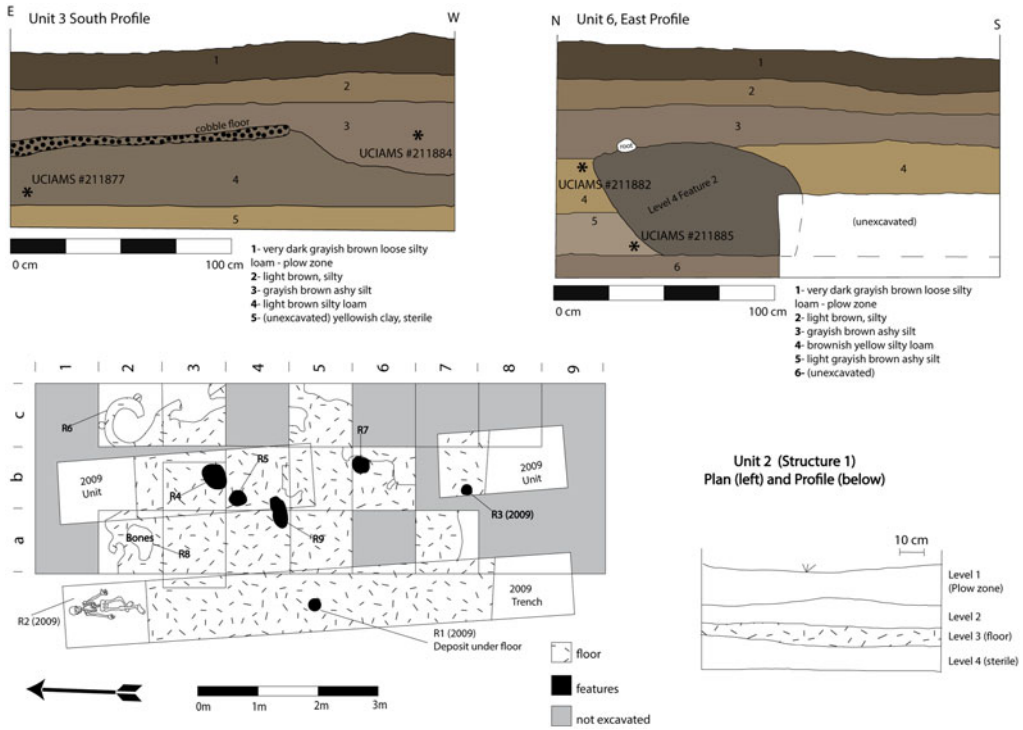 E
Unit 3 South Profile
W
1
2
3
cobble floor
UCIAMS #211884
UCIAMS #211877
4
5
0 cm
100 cm
1- very dark grayish brown loose silty
loam - plow zone
2- light brown, silty
3- grayish brown ashy silt
4- light brown silty loam
5- (unexcavated) yellowish clay, sterile
Unit 6, East Profile
N
S
1
2
3
root
4
UCIAMS #211882
4
Level 4 Feature 2
5
(unexcavated)
UCIAMS #211885
6
0 cm
100 cm
1- very dark grayish brown loose silty
loam - plow zone
2- light brown, silty
3- grayish brown ashy silt
4- brownish yellow silty loam
5- light grayish brown ashy silt
6- (unexcavated)
1
2
3
4
5
6
7
8
9
c
b
a
R6
R7
R5
2009
Unit
R4
2009
Unit
R3 (2009)
Bones
R8
R9
2009
Trench
R2 (2009)
R1 (2009)
Deposit under floor
floor
features
not excavated
0m
1m
2m
3m
Unit 2 (Structure 1)
Plan (left) and Profile (below)
10 cm
Level 1
(Plow zone)
Level 2
Level 3 (floor)
Level 4 (sterile)